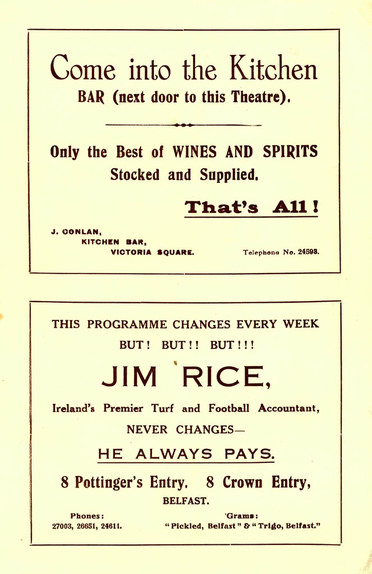 Come into the Kitchen
BAR (next door to this Theatre).
Only the Best of WINES AND SPIRITS
Stocked and Supplied.
That's All!
J. CONLAN,
KITCHEN BAR,
VICTORIA SQUARE.
Telephone No. 24593.
THIS PROGRAMME CHANGES EVERY WEEK
BUT! BUT!! BUT!!!
JIM RICE,
Ireland's Premier Turf and Football Accountant,
NEVER CHANGES—
HE ALWAYS PAYS.
8 Pottinger's Entry. 8 Crown Entry,
BELFAST.
Phones:
27003, 26651, 24611.
'Grams:
"Pickled, Belfast" & "Trigo, Belfast."